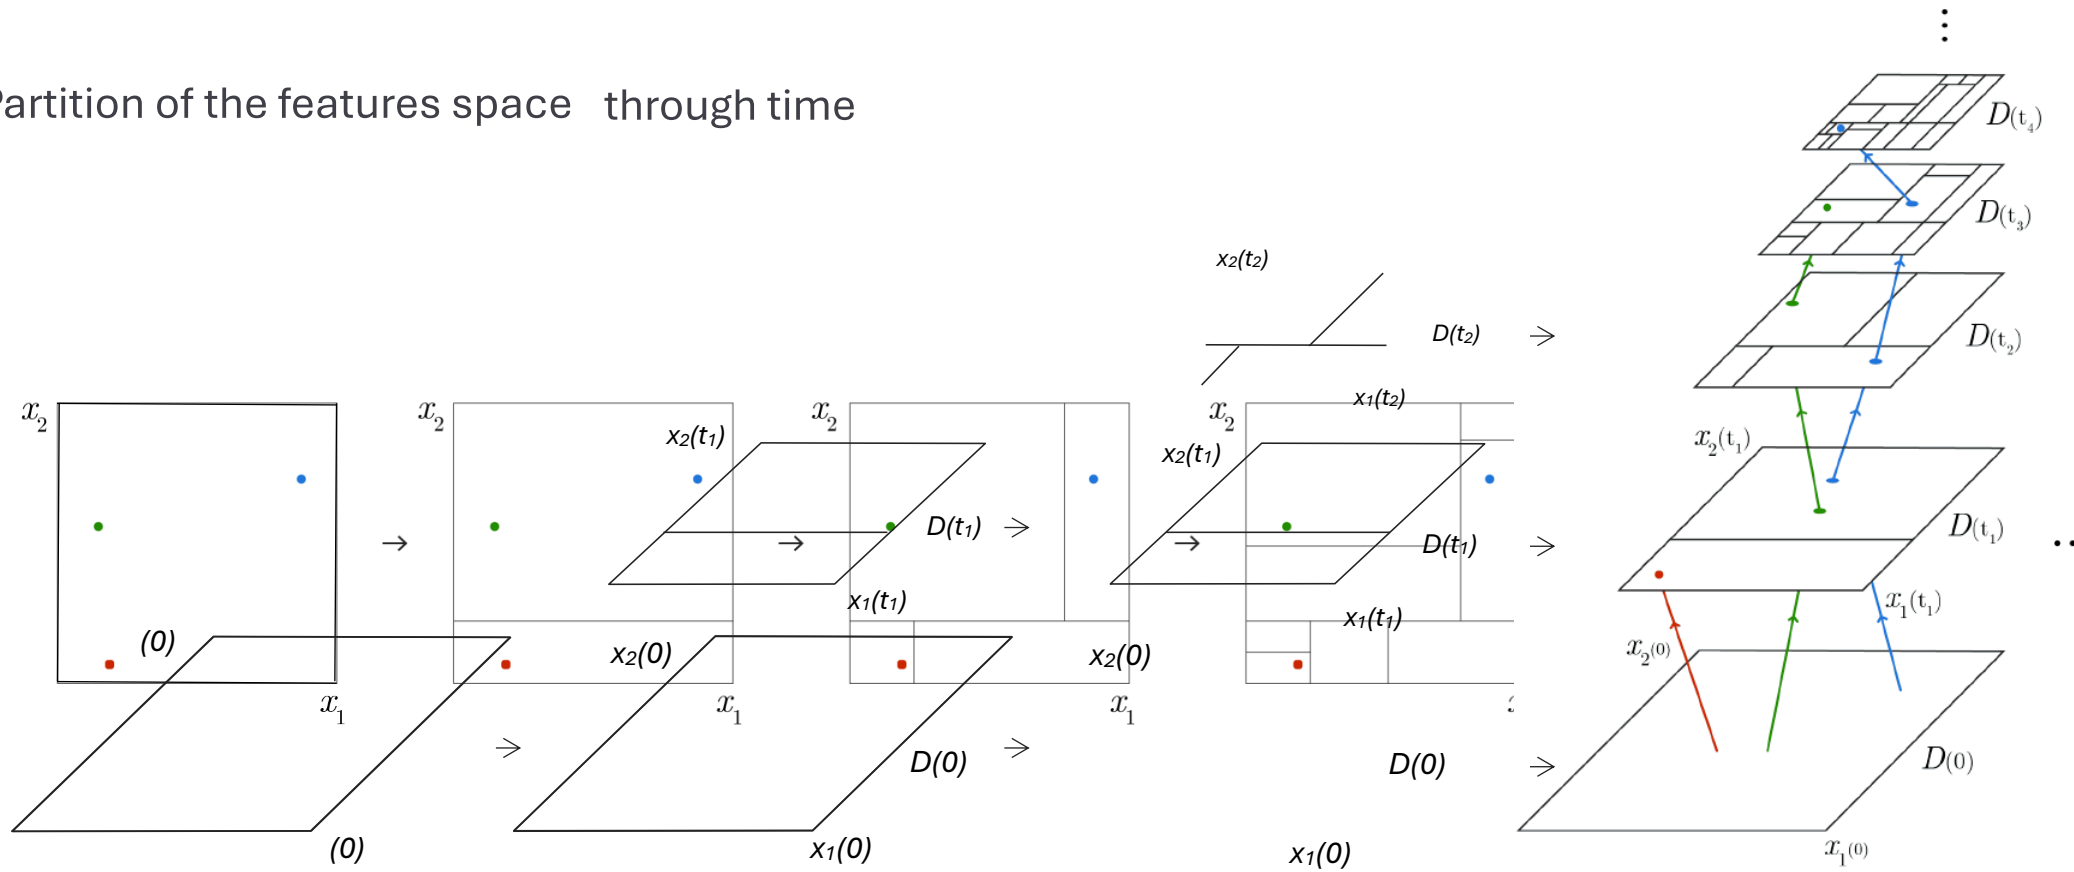 Partition of the features space through time
D(t4)
D(t3)
x2(t2)
D(t2)
D(t2)
x1(t2)
x2
x2
x2
x2
x2(t1)
x2(t1)
x2(t1)
D(t1)
D(t1)
D(t1)
x1(t1)
x1(t1)
x1(t1)
(0)
x2(0)
x2(0)
x2(0)
x1
x1
x1
D(0)
D(0)
D(0)
(0)
x1(0)
x1(0)
x1(0)